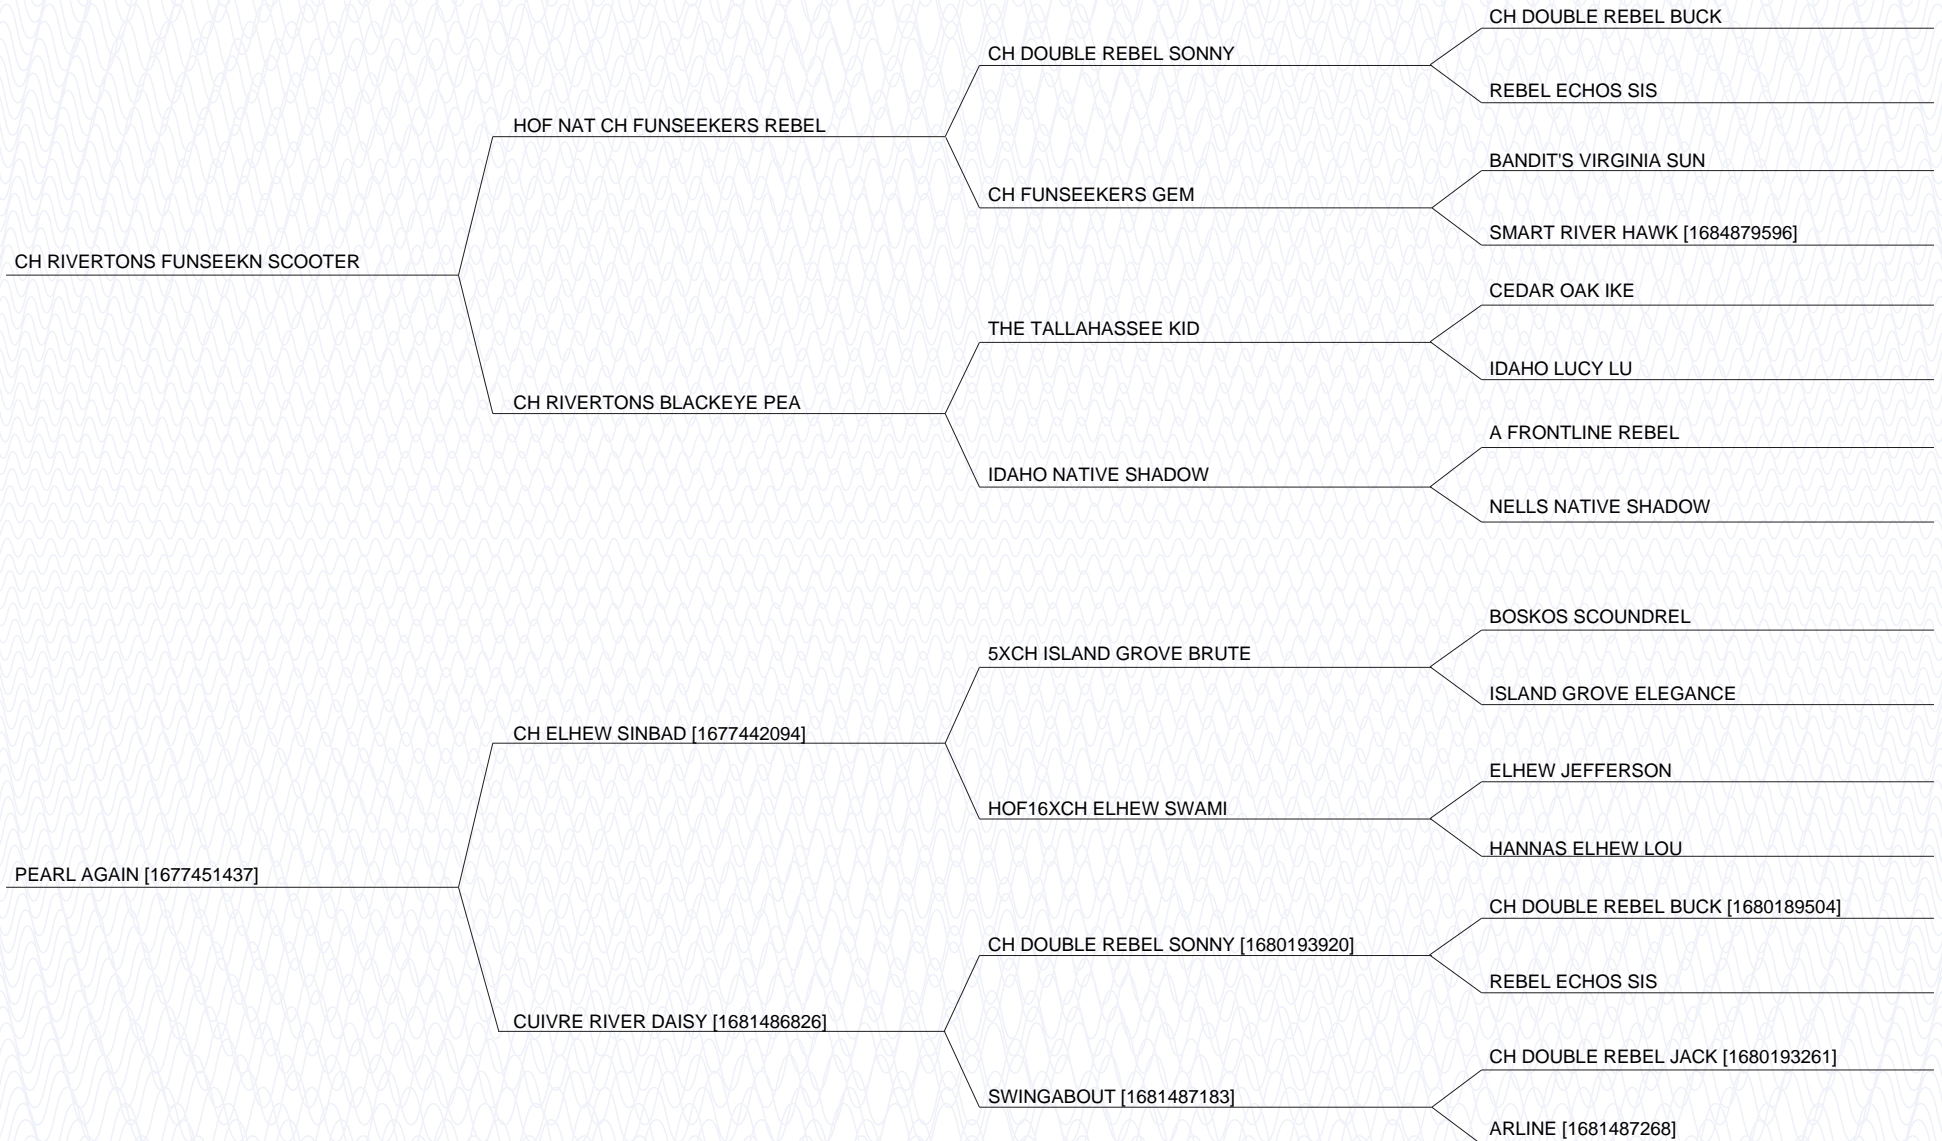 CH DOUBLE REBEL BUCK
CH DOUBLE REBEL SONNY
REBEL ECHOS SIS
HOF NAT CH FUNSEEKERS REBEL
BANDIT'S VIRGINIA SUN
CH FUNSEEKERS GEM
SMART RIVER HAWK [1684879596]
CH RIVERTONS FUNSEEKN SCOOTER
CEDAR OAK IKE
THE TALLAHASSEE KID
IDAHO LUCY LU
CH RIVERTONS BLACKEYE PEA
A FRONTLINE REBEL
IDAHO NATIVE SHADOW
NELLS NATIVE SHADOW
BOSKOS SCOUNDREL
5XCH ISLAND GROVE BRUTE
ISLAND GROVE ELEGANCE
CH ELHEW SINBAD [1677442094]
ELHEW JEFFERSON
HOF16XCH ELHEW SWAMI
HANNAS ELHEW LOU
PEARL AGAIN [1677451437]
CH DOUBLE REBEL BUCK [1680189504]
CH DOUBLE REBEL SONNY [1680193920]
REBEL ECHOS SIS
CUIVRE RIVER DAISY [1681486826]
CH DOUBLE REBEL JACK [1680193261]
SWINGABOUT [1681487183]
ARLINE [1681487268]